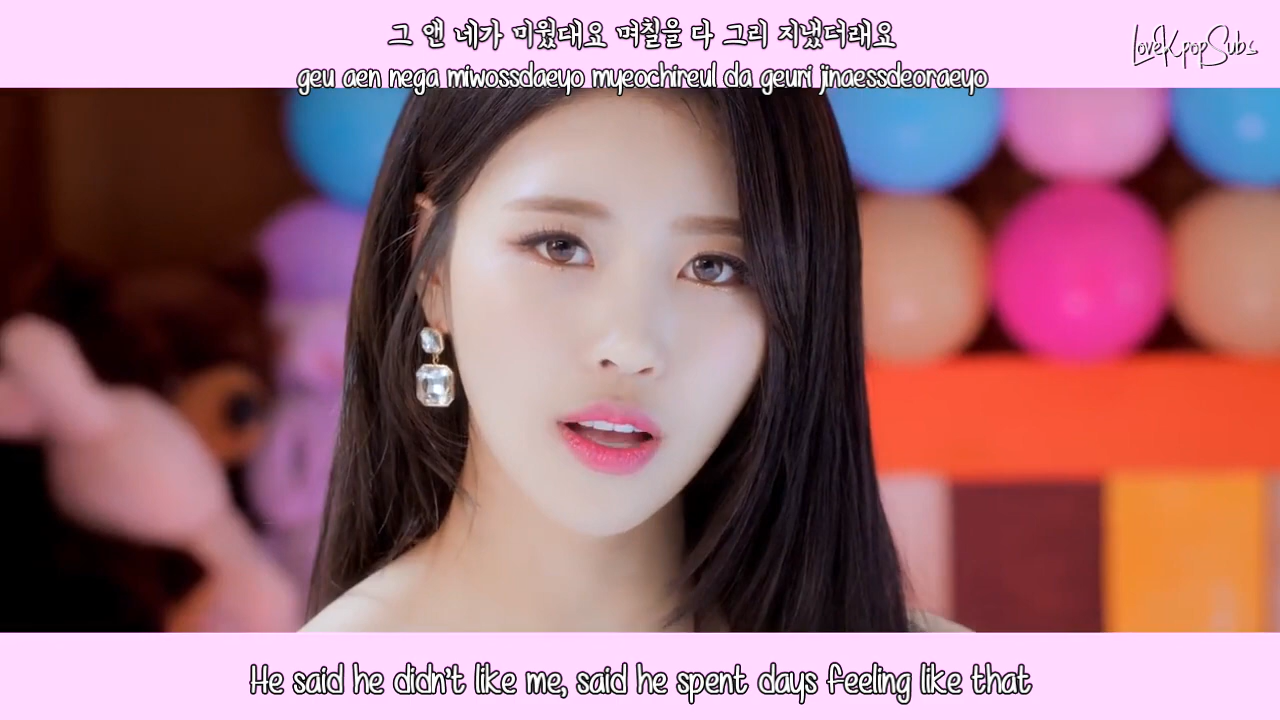 그 앤 네가 미웠대요 며칠을 다 그리 지냈더래요
LoveKpopSubs
geu aen nega miwossdaeyo myeochireul da geuri jinaessdeoraeyo
He said he didn't like me, said he spent days feeling like that